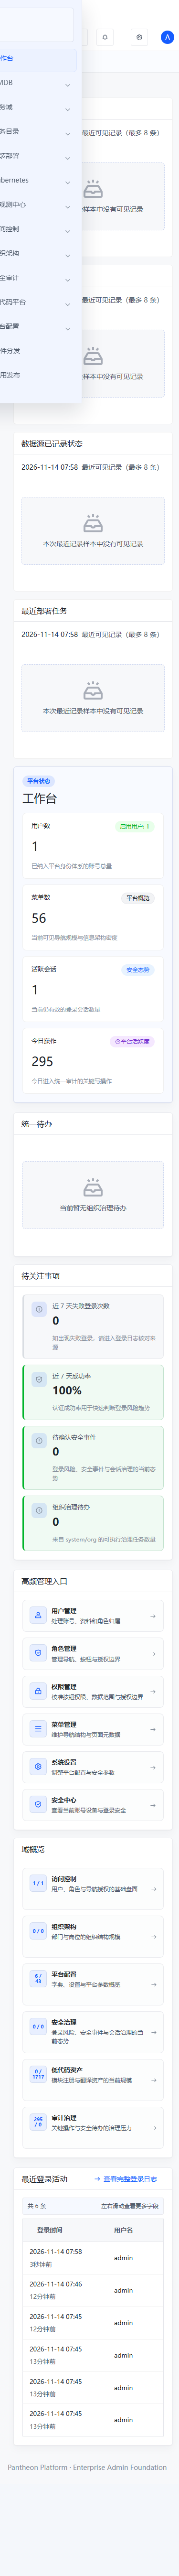 作台
MDB
务域
务目录
装部署
ubernetes
观测中心
问控制
织架构
全审计
代码平台
台配置
件分发
用发布
A
最近可见记录（最多 8 条）
样本中没有可见记录
最近可见记录（最多 8 条）
样本中没有可见记录
数据源已记录状态
2026-11-14 07:58 最近可见记录（最多 8 条）
本次最近记录样本中没有可见记录
最近部署任务
2026-11-14 07:58 最近可见记录（最多 8 条）
本次最近记录样本中没有可见记录
平台状态
工作台
用户数
启用用户: 1
1
已纳入平台身份体系的账号总量
菜单数
平台概览
56
当前可见导航规模与信息架构密度
活跃会话
安全态势
1
当前仍有效的登录会话数量
今日操作
平台活跃度
295
今日进入统一审计的关键写操作
统一待办
当前暂无组织治理待办
待关注事项
近 7 天失败登录次数
0
如出现失败登录，请进入登录日志核对来
源
近 7 天成功率
100%
认证成功率用于快速判断登录风险趋势
待确认安全事件
0
登录风险、安全事件与会话治理的当前态
势
组织治理待办
0
来自 system/org 的可执行治理任务数量
高频管理入口
用户管理
处理账号、资料和角色归属
角色管理
管理导航、按钮与授权边界
权限管理
校准按钮权限、数据范围与授权边界
菜单管理
维护导航结构与页面元数据
系统设置
调整平台配置与安全参数
安全中心
查看当前账号设备与登录安全
域概览
1 / 1
访问控制
用户、角色与导航授权的基础盘面
0 / 0
组织架构
部门与岗位的组织结构规模
6 /
43
平台配置
字典、设置与平台参数概览
0 / 0
安全治理
登录风险、安全事件与会话治理的当
前态势
0 /
1717
低代码资产
模块注册与翻译资产的当前规模
295
/ 0
审计治理
关键操作与安全待办的治理压力
最近登录活动
查看完整登录日志
共 6 条
左右滑动查看更多字段
登录时间
用户名
2026-11-14 07:58
3秒钟前
admin
2026-11-14 07:46
12分钟前
admin
2026-11-14 07:45
12分钟前
admin
2026-11-14 07:45
13分钟前
admin
2026-11-14 07:45
13分钟前
admin
2026-11-14 07:45
13分钟前
admin
Pantheon Platform · Enterprise Admin Foundation